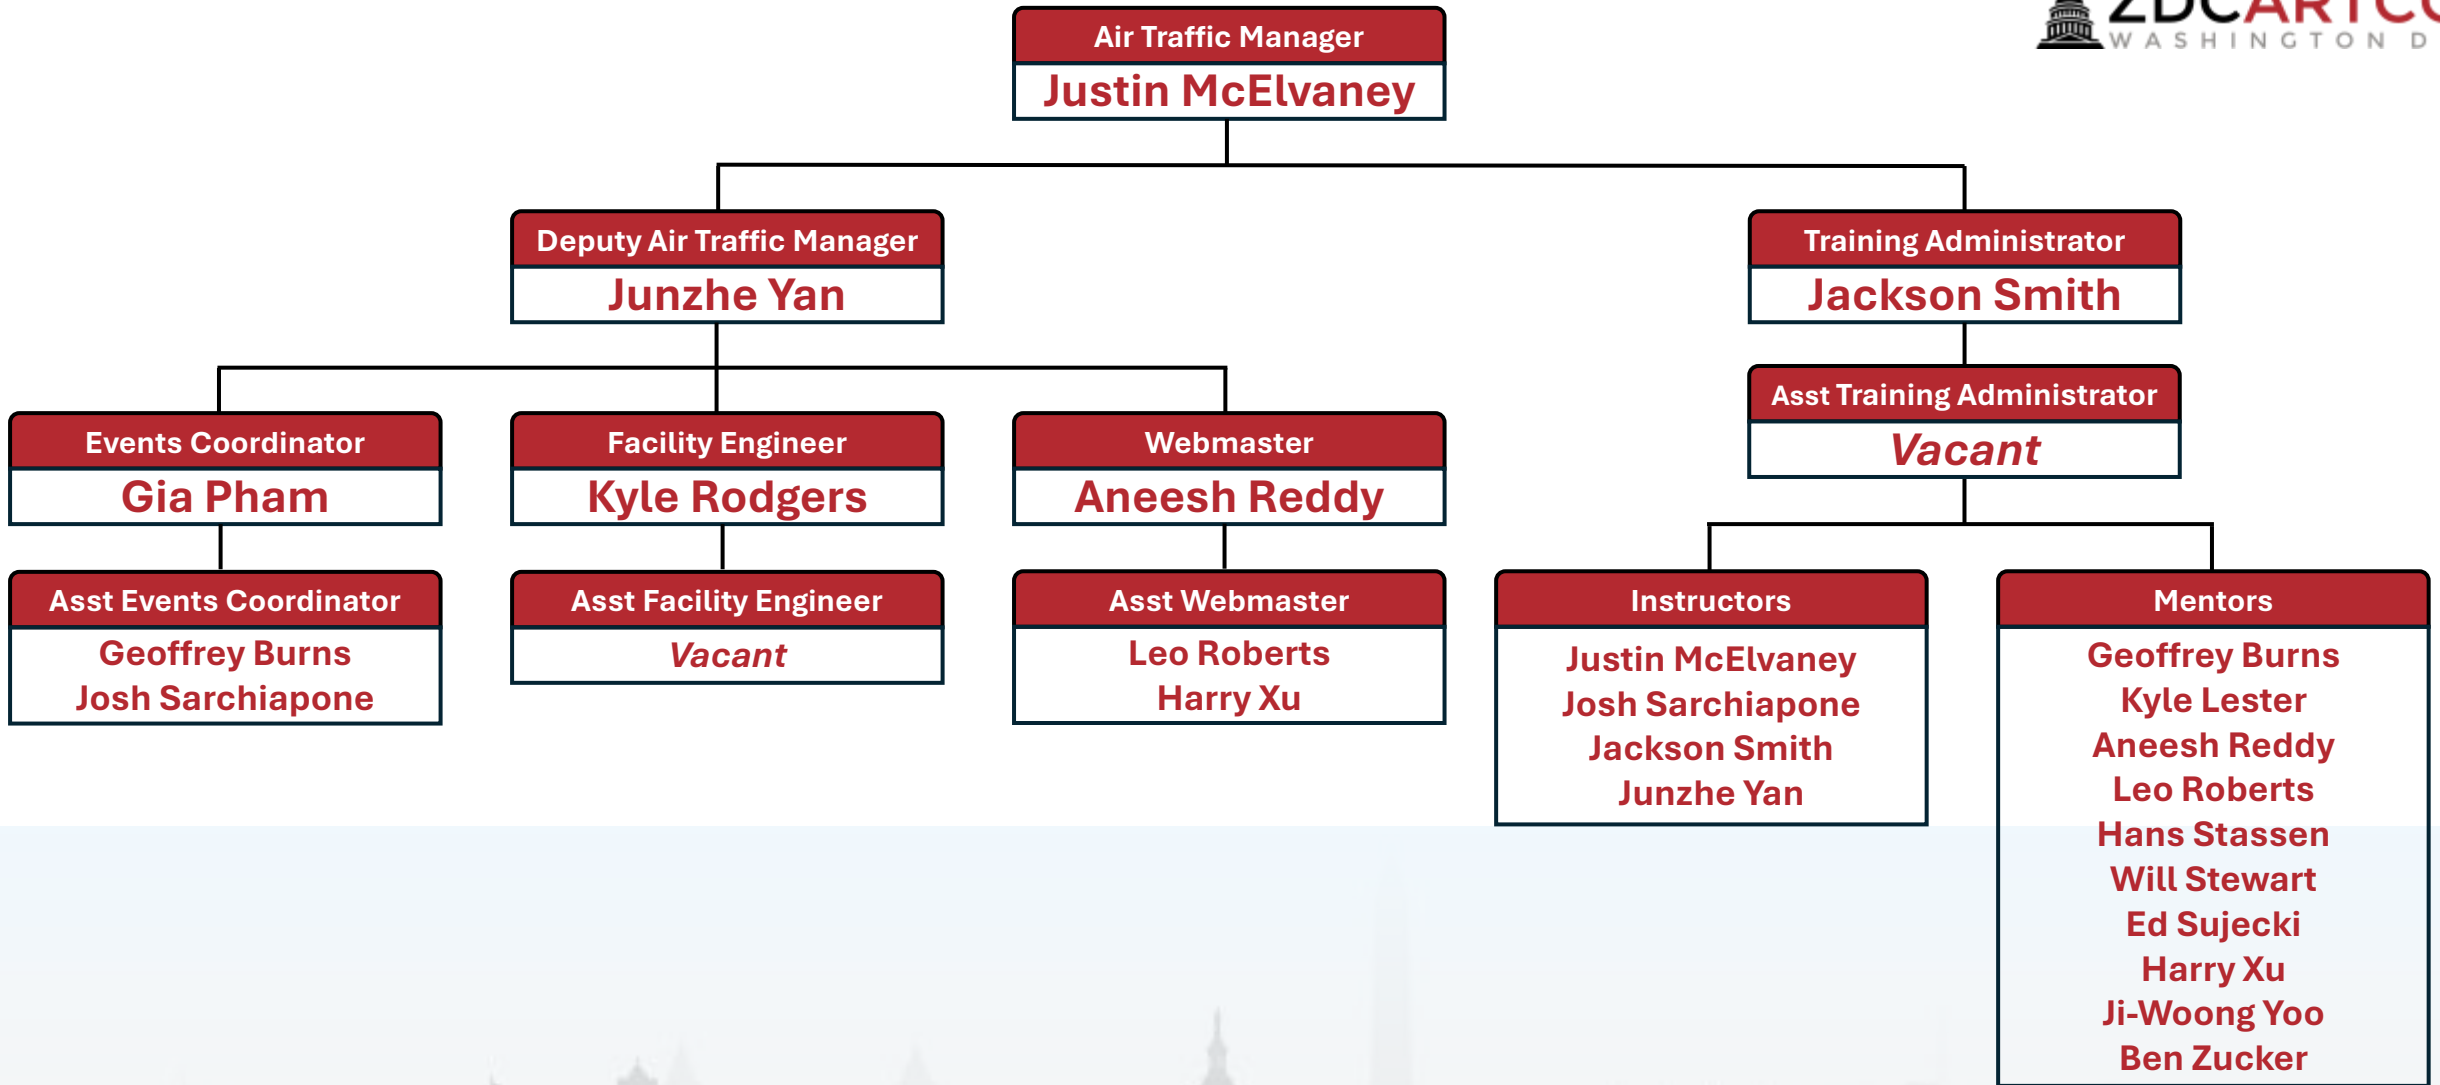 ZDCARTCC
WASHINGTON D
Air Traffic Manager
Justin McElvaney
Deputy Air Traffic Manager
Junzhe Yan
Training Administrator
Jackson Smith
Asst Training Administrator
Vacant
Events Coordinator
Gia Pham
Facility Engineer
Kyle Rodgers
Webmaster
Aneesh Reddy
Asst Events Coordinator
Geoffrey Burns
Josh Sarchiapone
Asst Facility Engineer
Vacant
Asst Webmaster
Leo Roberts
Harry Xu
Instructors
Justin McElvaney
Josh Sarchiapone
Jackson Smith
Junzhe Yan
Mentors
Geoffrey Burns
Kyle Lester
Aneesh Reddy
Leo Roberts
Hans Stassen
Will Stewart
Ed Sujecki
Harry Xu
Ji-Woong Yoo
Ben Zucker